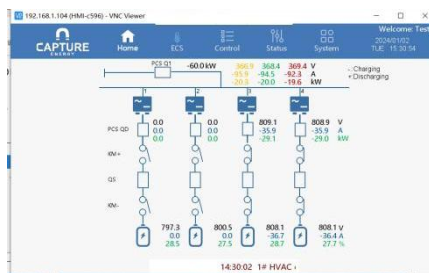 192.168.1.104 (HMI-c596) - VNC Viewer
CAPTURE
ENERGY
Home
ECS
Control
Status
System
Welcome: Test
2024/01/02
TUE 15:30:54
PCS Q1 -60.0 kW
366.9 368.4 369.4 V
-95.9 -94.5 -92.3 A
-20.5 -20.0 -19.6 kW
- Charging
+ Discharging
1 2 3 4
PCS QD
0.0 0.0 809.1 808.9 V
0.0 0.0 -35.9 -35.9 A
0.0 0.0 -29.1 -29.0 kW
KM+
QS
KM-
797.3 800.5 808.1 808.1 V
0.0 0.0 -36.7 -36.4 A
28.5 27.5 28.7 27.7 %
14:30:02 1# HVAC